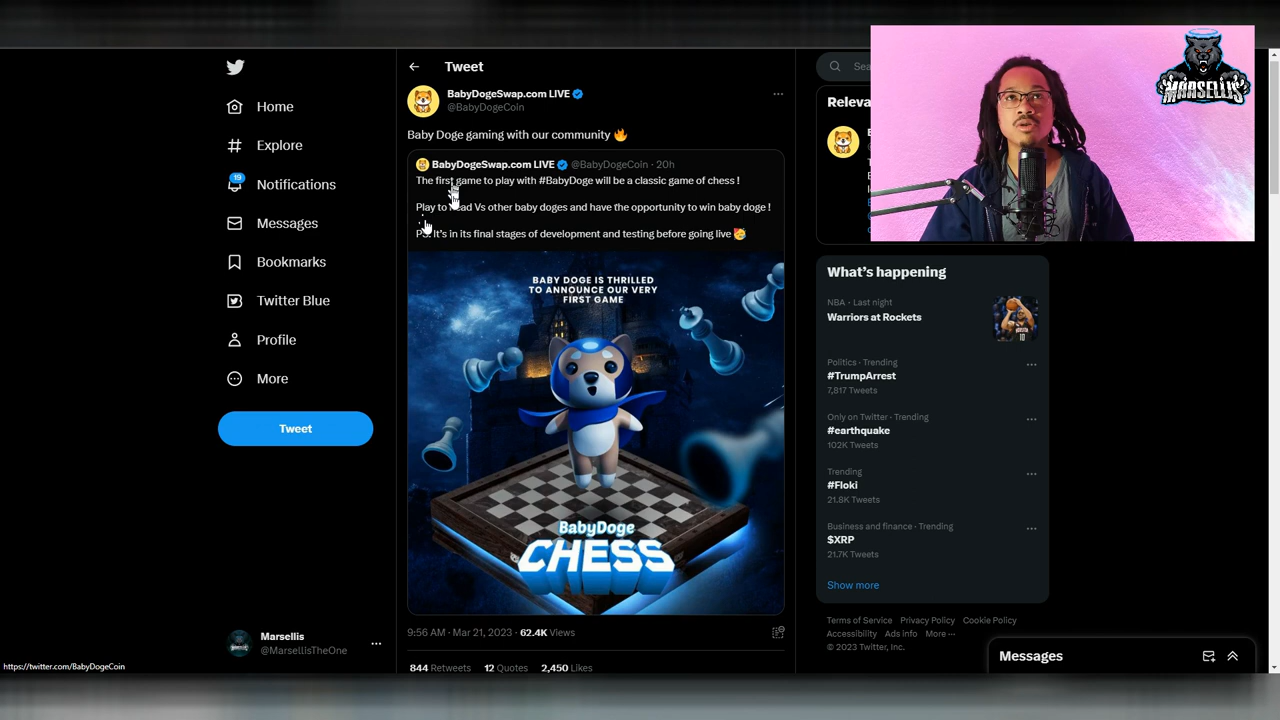 Home
Explore
19
Notifications
Messages
Bookmarks
Twitter Blue
Profile
More
Tweet
Marsellis
@MarsellisTheOne
https://twitter.com/BabyDogeCoin
Tweet
BabyDogeSwap.com LIVE
@BabyDogeCoin
Baby Doge gaming with our community 🔥
BabyDogeSwap.com LIVE @BabyDogeCoin · 20h
The first game to play with #BabyDoge will be a classic game of chess !
Play to Vs other baby doges and have the opportunity to win baby doge !
It's in its final stages of development and testing before going live 🥳
BABY DOGE IS THRILLED
TO ANNOUNCE OUR VERY
FIRST GAME
BabyDoge
CHESS
9:56 AM · Mar 21, 2023 · 62.4K Views
844 Retweets 12 Quotes 2,450 Likes
MARSELLIS
What's happening
NBA · Last night
Warriors at Rockets
Politics · Trending
#TrumpArrest
7,817 Tweets
Only on Twitter · Trending
#earthquake
102K Tweets
Trending
#Floki
21.8K Tweets
Business and finance · Trending
$XRP
21.7K Tweets
Show more
Terms of Service Privacy Policy Cookie Policy
Accessibility Ads info More ···
© 2023 Twitter, Inc.
Messages